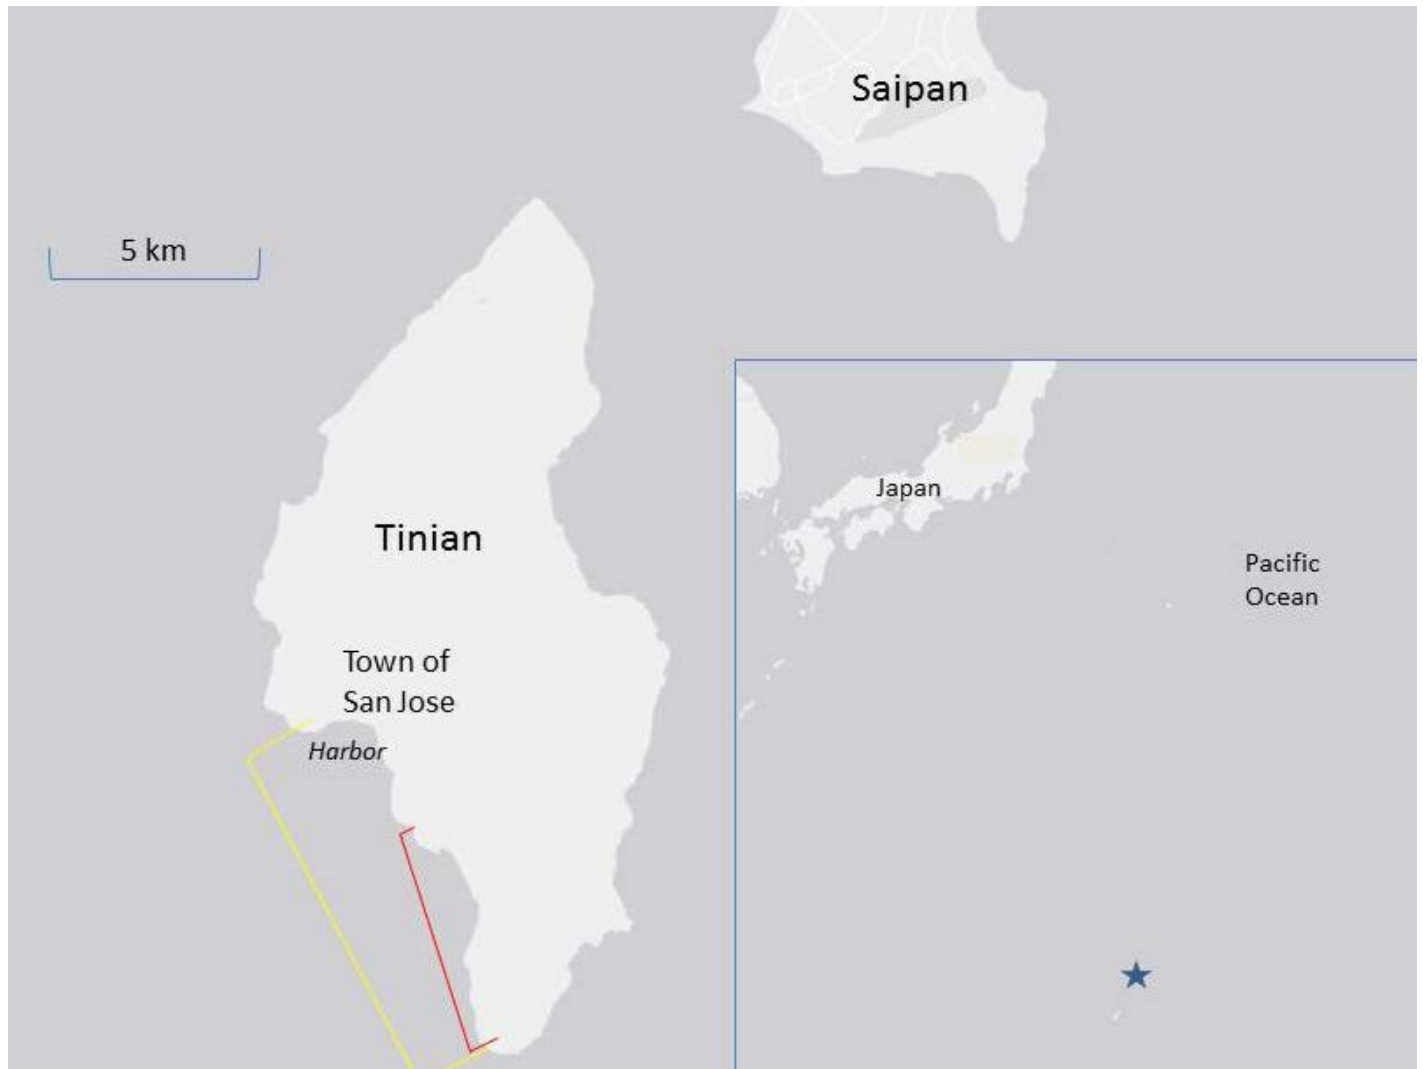 Saipan
5 km
Tinian
Town of
San Jose
Harbor
Japan
Pacific
Ocean